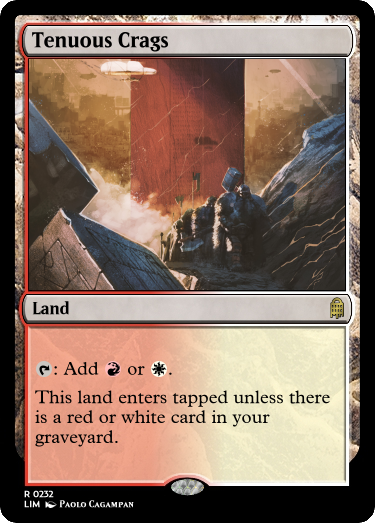 Tenuous Crags
Land
: Add or .
This land enters tapped unless there
is a red or white card in your
graveyard.
R 0232
LIM Paolo Cagampan